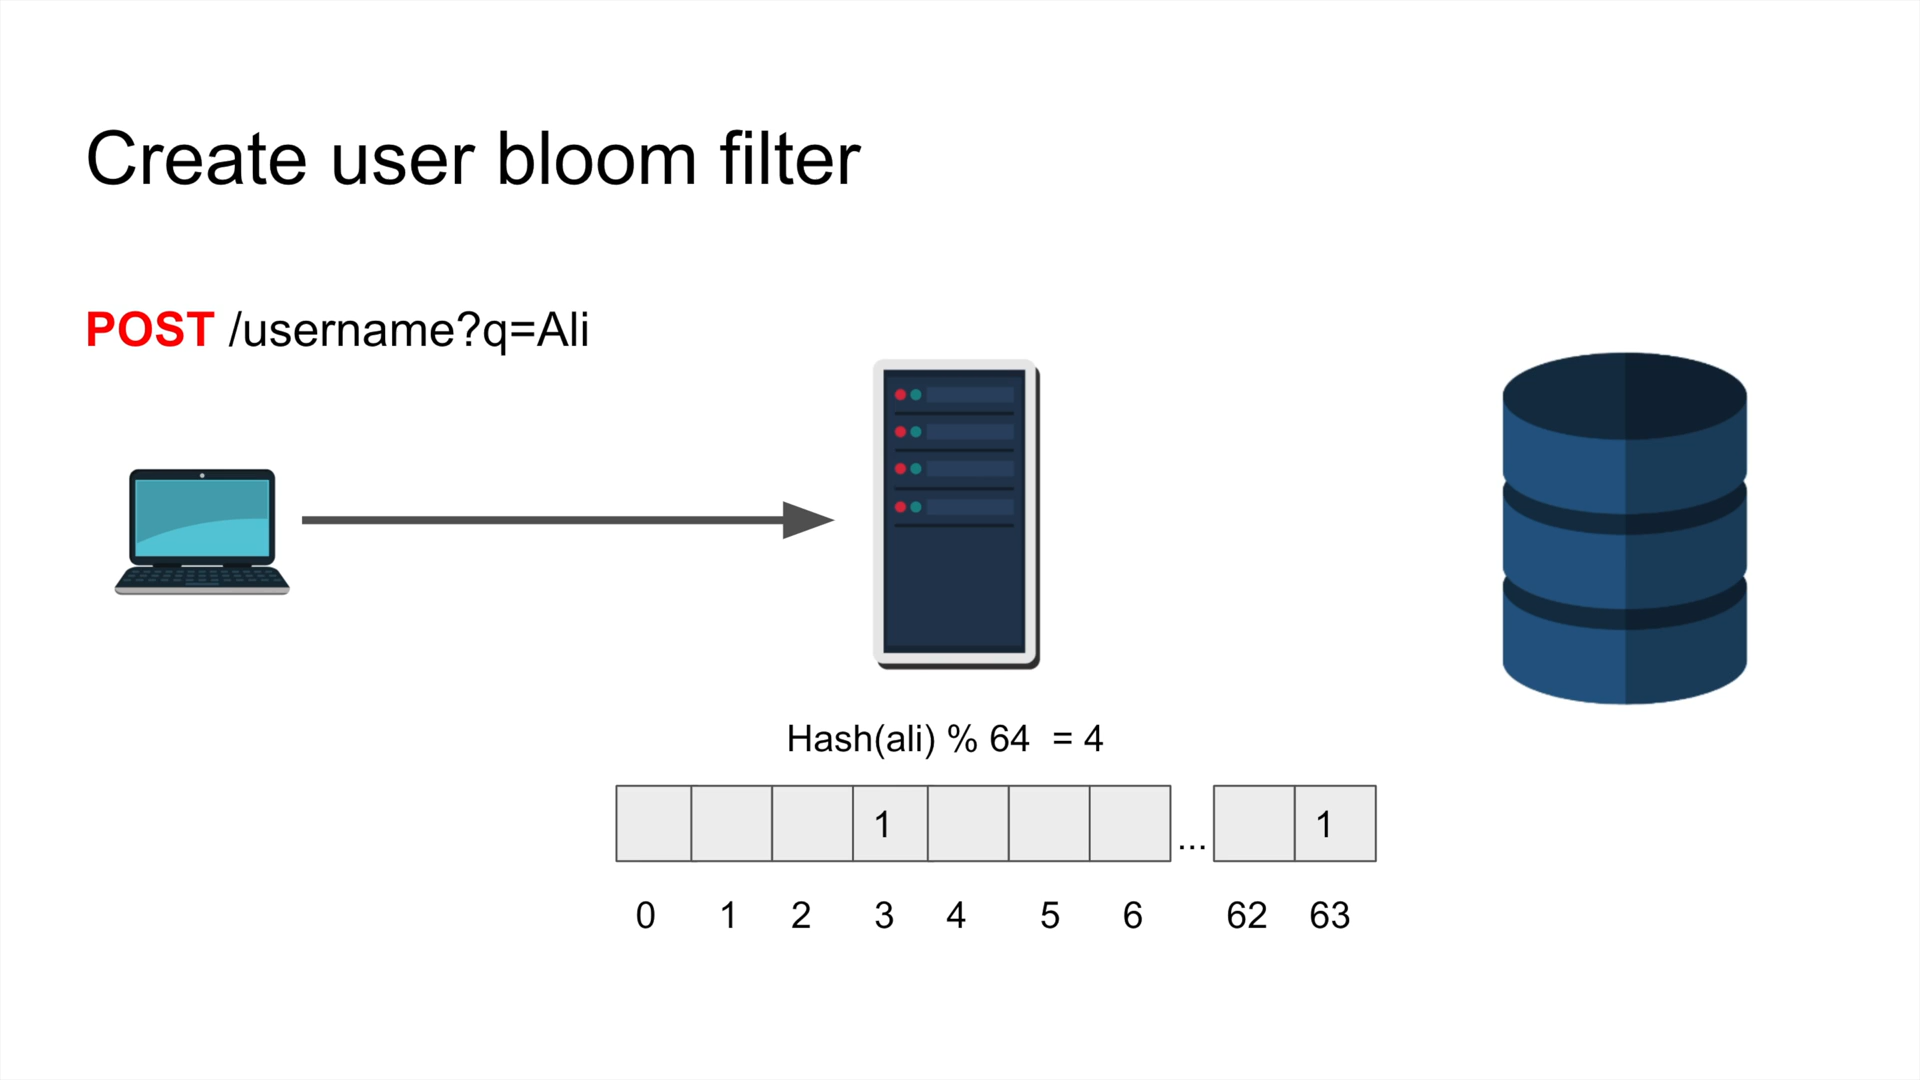 Create user bloom filter
POST /username?q=Ali
Hash(ali) % 64 = 4
1 ... 1
0 1 2 3 4 5 6 62 63